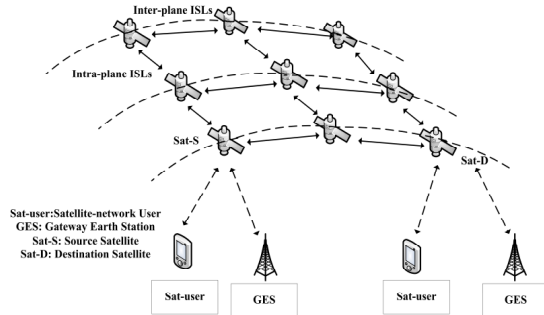 Inter-plane ISLs
Intra-plane ISLs
Sat-S
Sat-D
Sat-user:Satellite-network User
GES: Gateway Earth Station
Sat-S: Source Satellite
Sat-D: Destination Satellite
Sat-user
GES
Sat-user
GES